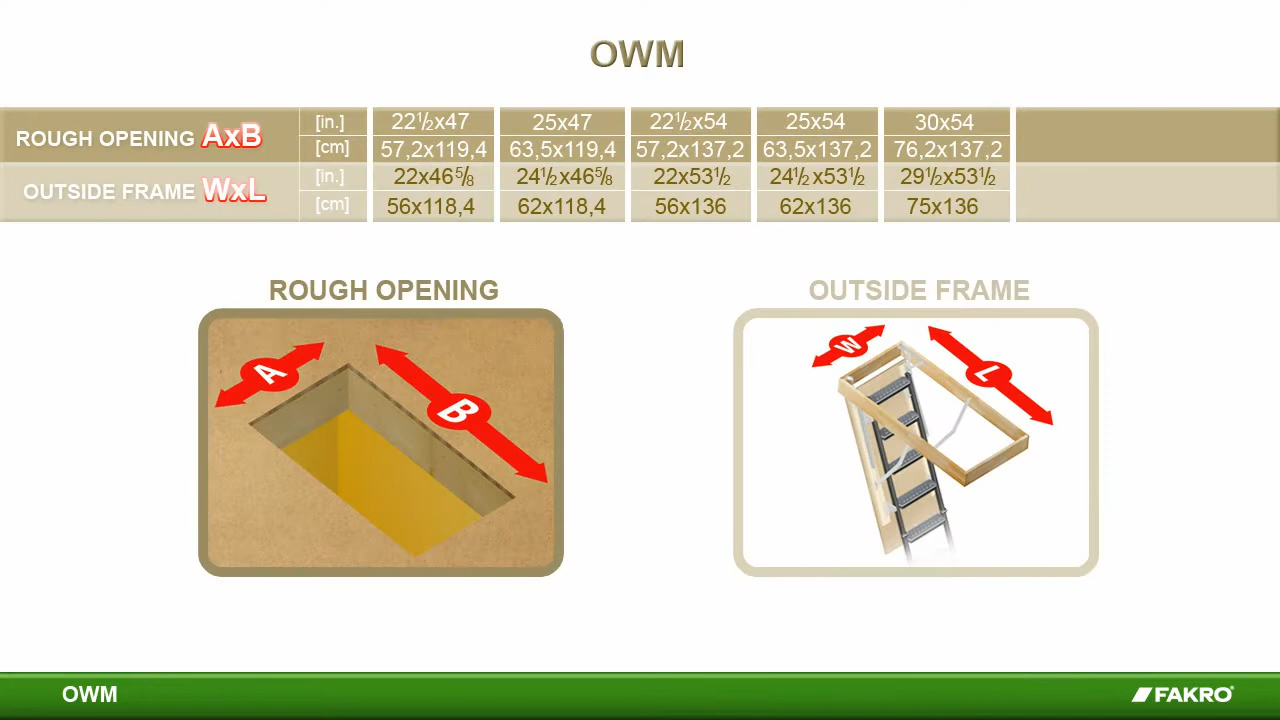 OWM
ROUGH OPENING AxB [in.] 22½x47 25x47 22½x54 25x54 30x54
[cm] 57,2x119,4 63,5x119,4 57,2x137,2 63,5x137,2 76,2x137,2
OUTSIDE FRAME WxL [in.] 22x46⅝ 24½x46⅝ 22x53½ 24½x53½ 29½x53½
[cm] 56x118,4 62x118,4 56x136 62x136 75x136
ROUGH OPENING
OUTSIDE FRAME
A
B
W
L
OWM
FAKRO®